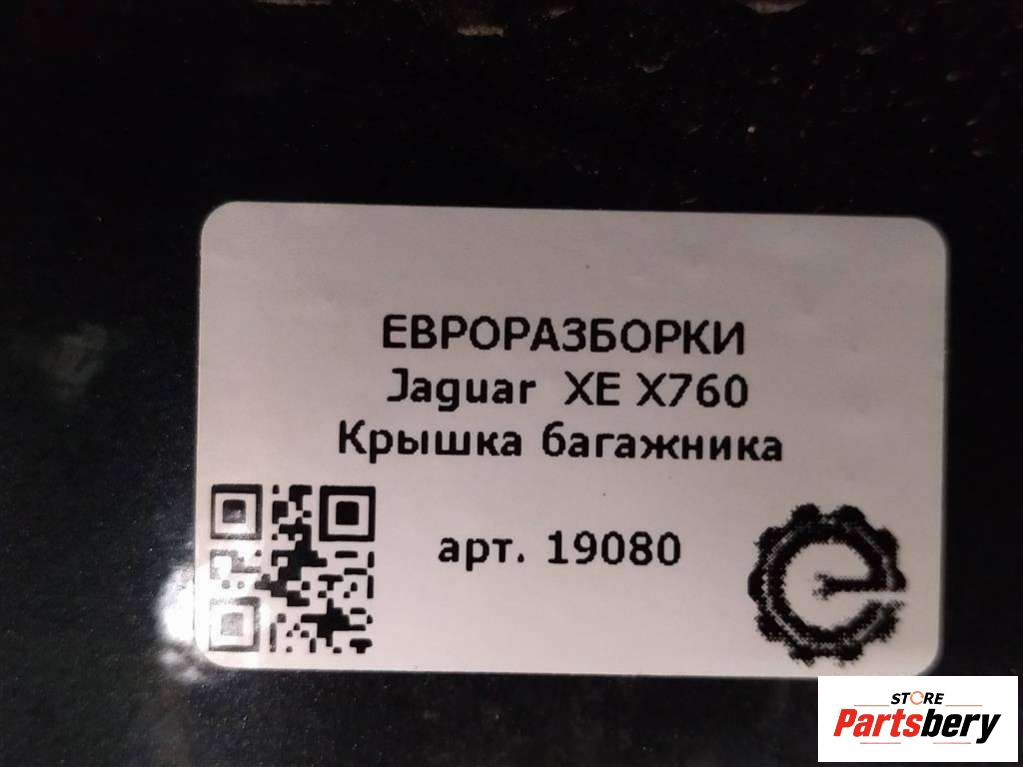 ЕВРОРАЗБОРКИ
Jaguar XE X760
Крышка багажника
арт. 19080
STORE
Partsbery